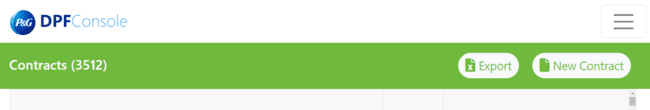 P&G DPFConsole
Contracts (3512) Export New Contract